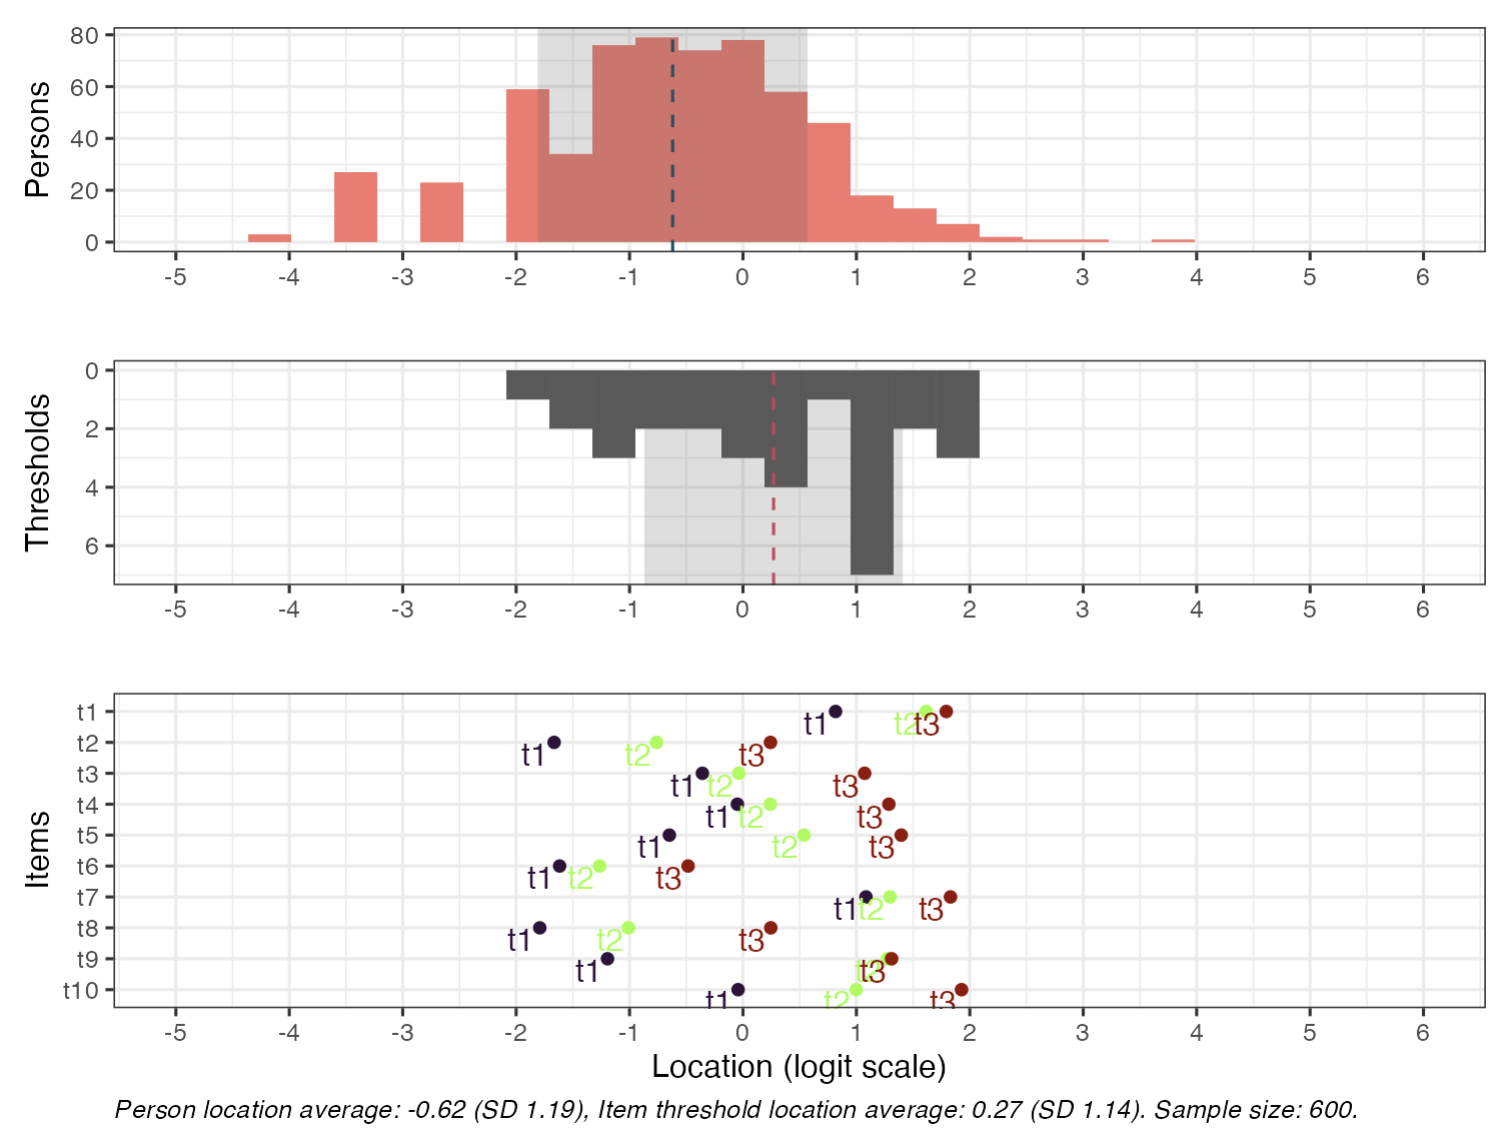 Persons
80
60
40
20
0
-5 -4 -3 -2 -1 0 1 2 3 4 5 6
Thresholds
0
2
4
6
-5 -4 -3 -2 -1 0 1 2 3 4 5 6
Items
t1 t1 t2 t3
t2 t1 t2 t3
t3 t1 t2 t3
t4 t1 t2 t3
t5 t1 t2 t3
t6 t1 t2 t3
t7 t1 t2 t3
t8 t1 t2 t3
t9 t1 t2 t3
t10 t1 t2 t3
-5 -4 -3 -2 -1 0 1 2 3 4 5 6
Location (logit scale)
Person location average: -0.62 (SD 1.19), Item threshold location average: 0.27 (SD 1.14). Sample size: 600.